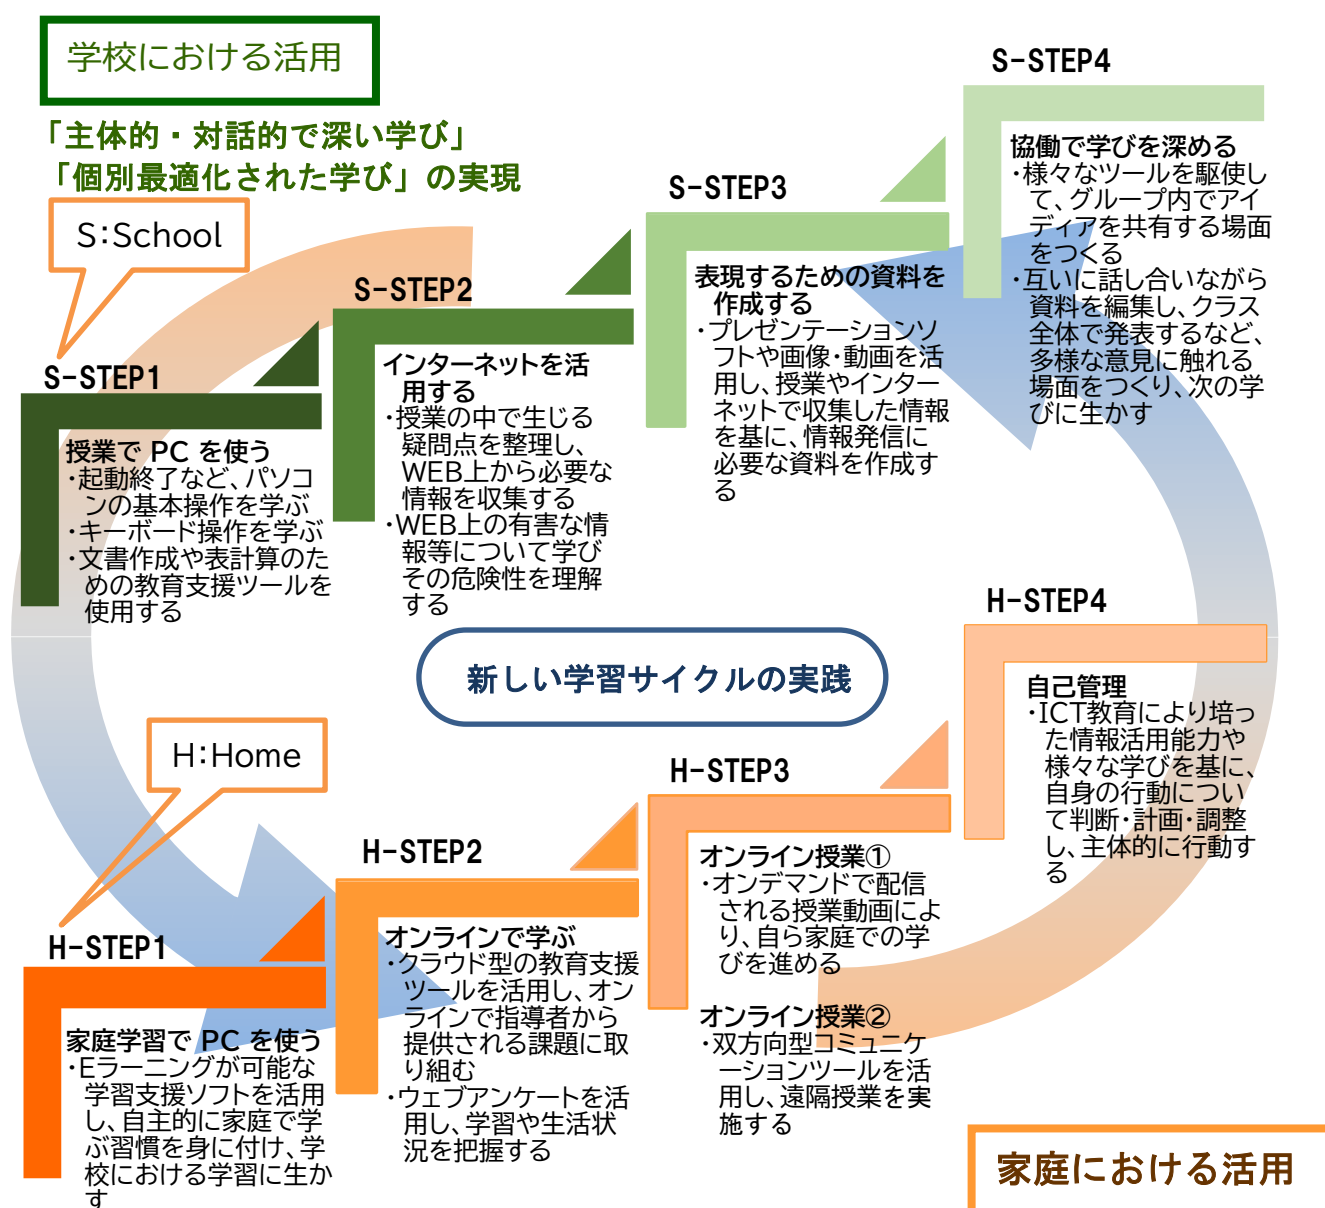 学校における活用
「主体的・対話的で深い学び」
「個別最適化された学び」の実現
S:School
S-STEP1
授業で PC を使う
・起動終了など、パソコ
ンの基本操作を学ぶ
・キーボード操作を学ぶ
・文書作成や表計算のた
めの教育支援ツールを
使用する
S-STEP2
インターネットを活
用する
・授業の中で生じる
疑問点を整理し、
WEB上から必要な
情報を収集する
・WEB上の有害な情
報等について学び
その危険性を理解
する
S-STEP3
表現するための資料を
作成する
・プレゼンテーションソ
フトや画像・動画を活
用し、授業やインター
ネットで収集した情報
を基に、情報発信に
必要な資料を作成す
る
S-STEP4
協働で学びを深める
・様々なツールを駆使し
て、グループ内でアイ
ディアを共有する場面
をつくる
・互いに話し合いながら
資料を編集し、クラス
全体で発表するなど、
多様な意見に触れる
場面をつくり、次の学
びに生かす
新しい学習サイクルの実践
H:Home
H-STEP1
家庭学習で PC を使う
・Eラーニングが可能な
学習支援ソフトを活用
し、自主的に家庭で学
ぶ習慣を身に付け、学
校における学習に生か
す
H-STEP2
オンラインで学ぶ
・クラウド型の教育支援
ツールを活用し、オン
ラインで指導者から
提供される課題に取
り組む
・ウェブアンケートを活
用し、学習や生活状
況を把握する
H-STEP3
オンライン授業①
・オンデマンドで配信
される授業動画によ
り、自ら家庭での学
びを進める
オンライン授業②
・双方向型コミュニケ
ーションツールを活
用し、遠隔授業を実
施する
H-STEP4
自己管理
・ICT教育により培っ
た情報活用能力や
様々な学びを基に、
自身の行動につい
て判断・計画・調整
し、主体的に行動す
る
家庭における活用